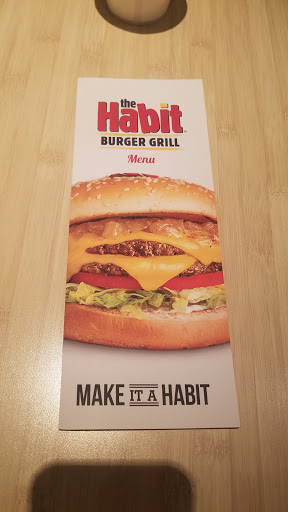 the
Habit
BURGER GRILL
Menu
MAKE IT A HABIT